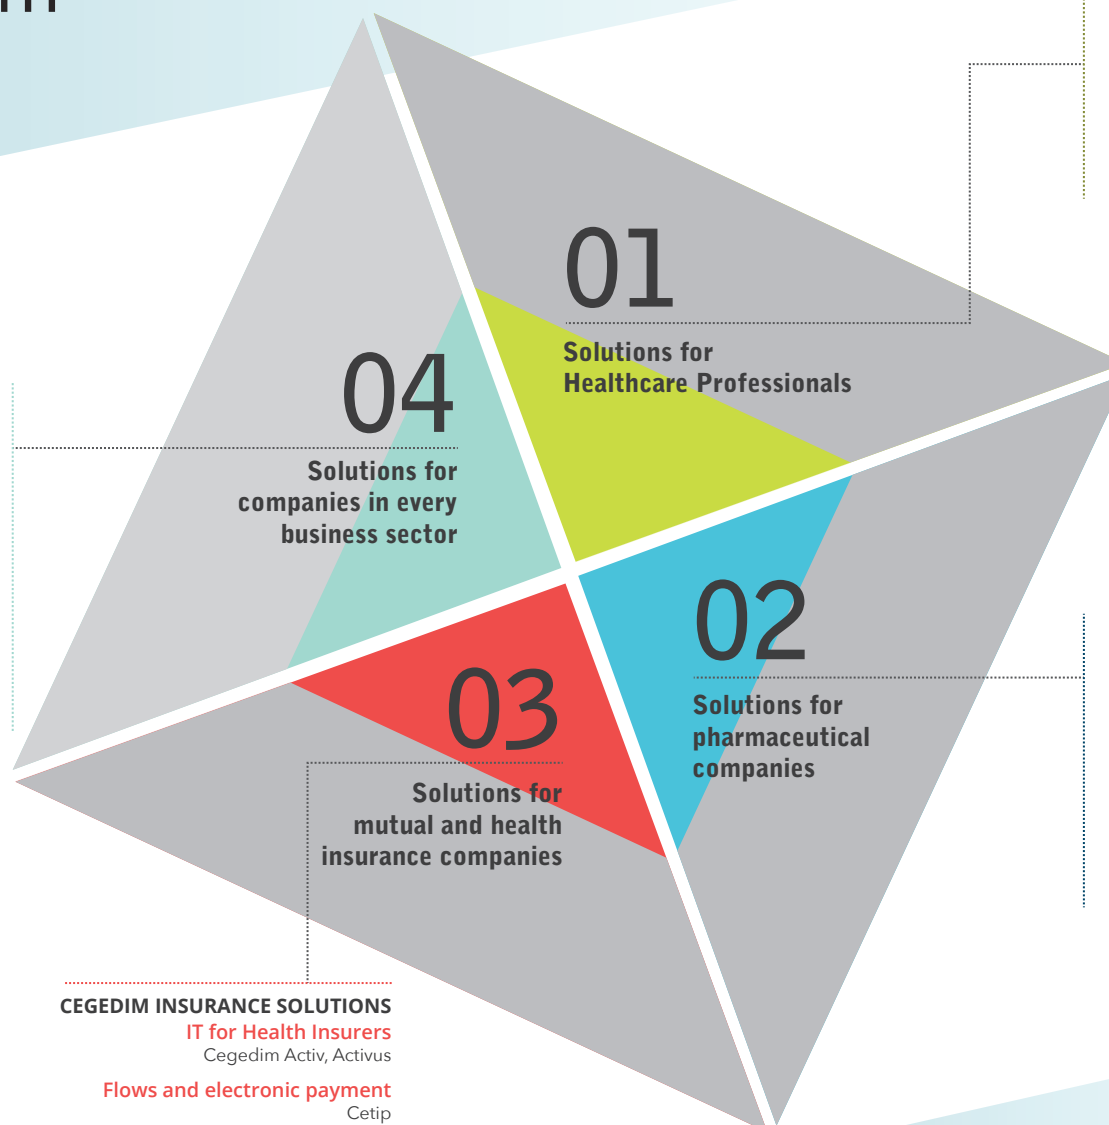 01
Solutions for
Healthcare Professionals
04
Solutions for
companies in every
business sector
02
Solutions for
pharmaceutical
companies
03
Solutions for
mutual and health
insurance companies
CEGEDIM INSURANCE SOLUTIONS
IT for Health Insurers
Cegedim Activ, Activus
Flows and electronic payment
Cetip